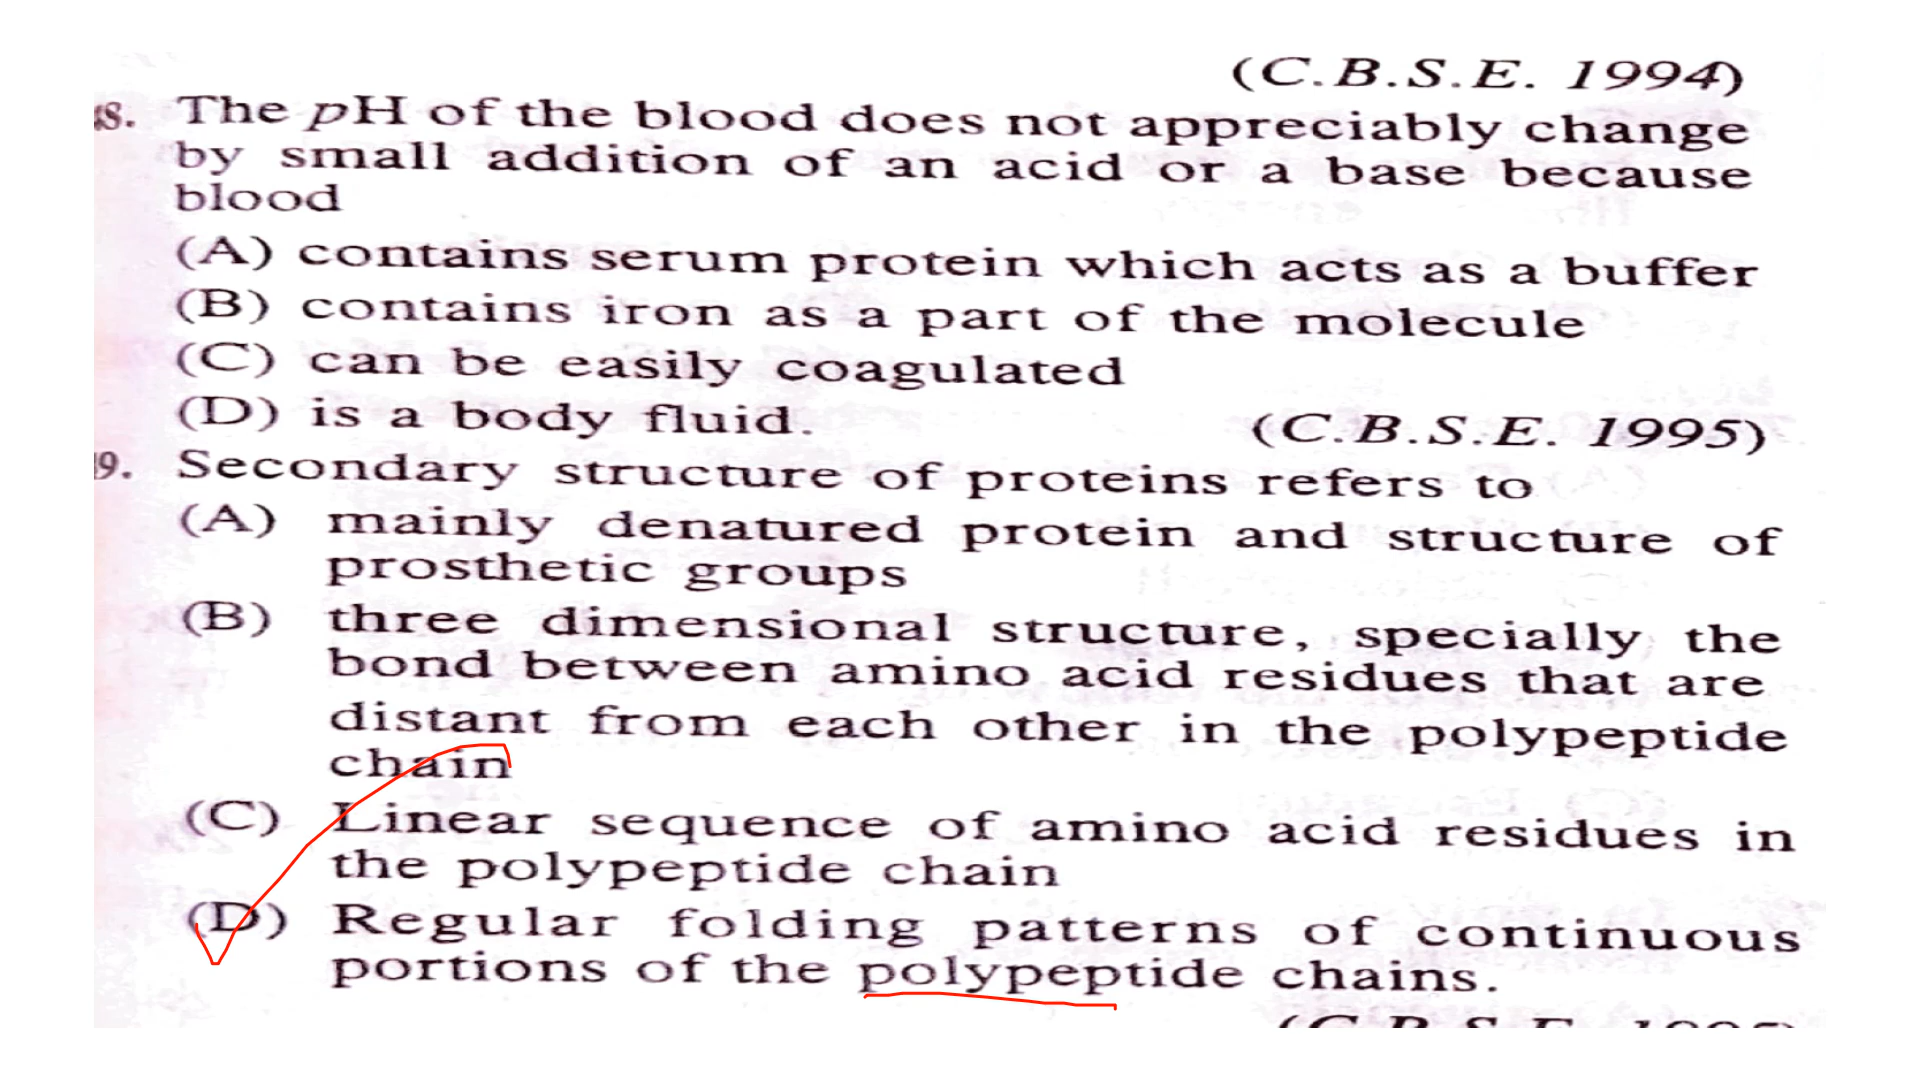 (C.B.S.E. 1994)
8. The pH of the blood does not appreciably change
by small addition of an acid or a base because
blood
(A) contains serum protein which acts as a buffer
(B) contains iron as a part of the molecule
(C) can be easily coagulated
(D) is a body fluid. (C.B.S.E. 1995)
9. Secondary structure of proteins refers to
(A) mainly denatured protein and structure of
prosthetic groups
(B) three dimensional structure, specially the
bond between amino acid residues that are
distant from each other in the polypeptide
chain
(C) Linear sequence of amino acid residues in
the polypeptide chain
(D) Regular folding patterns of continuous
portions of the polypeptide chains.